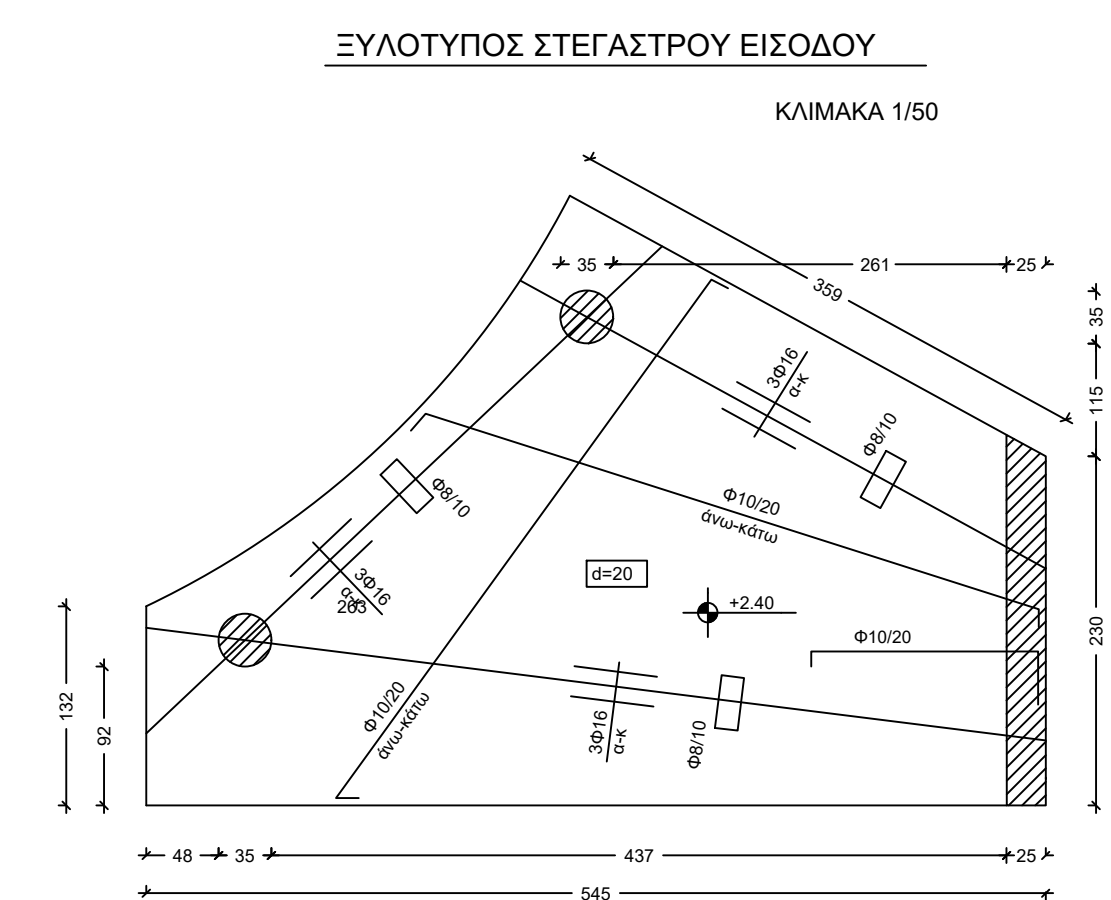 ΞΥΛΟΤΥΠΟΣ ΣΤΕΓΑΣΤΡΟΥ ΕΙΣΟΔΟΥ
ΚΛΙΜΑΚΑ 1/50
35
261
25
359
35
115
3Φ16
α-κ
Φ8/10
Φ8/10
Φ10/20
άνω-κάτω
3Φ16
α-κ
263
d=20
+2.40
Φ10/20
230
132
92
Φ10/20
άνω-κάτω
3Φ16
α-κ
Φ8/10
48
35
437
25
545